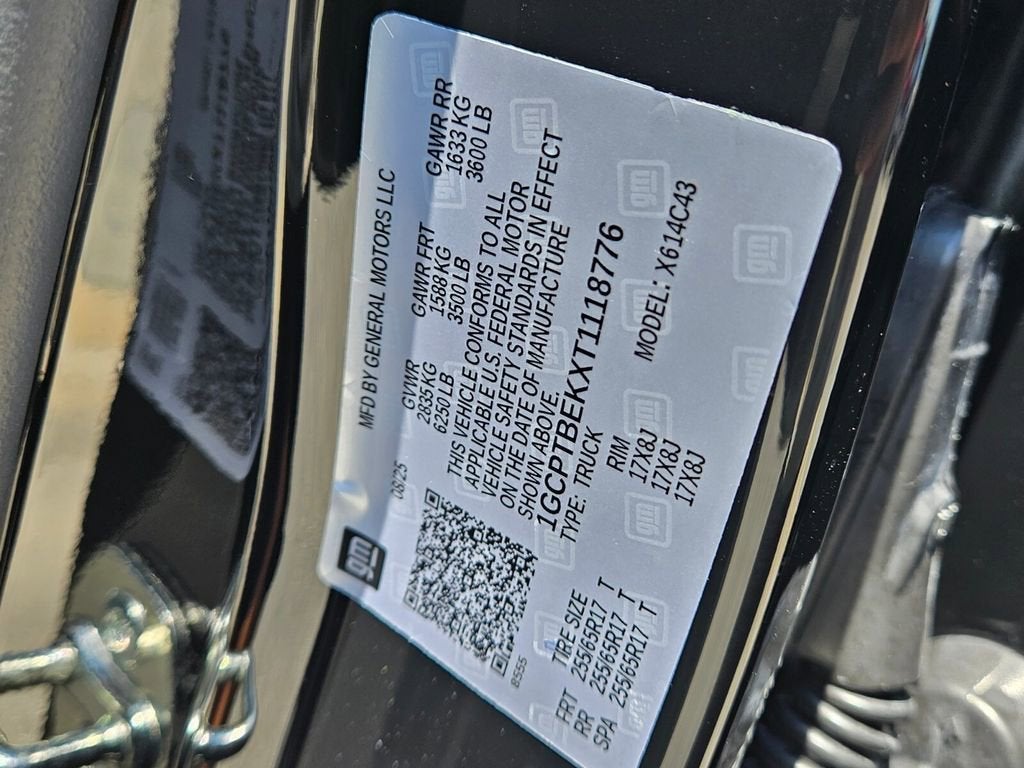 gm
MFD BY GENERAL MOTORS LLC
08/25
GVWR GAWR FRT GAWR RR
2835 KG 1588 KG 1633 KG
6250 LB 3500 LB 3600 LB
THIS VEHICLE CONFORMS TO ALL
APPLICABLE U.S. FEDERAL MOTOR
VEHICLE SAFETY STANDARDS IN EFFECT
ON THE DATE OF MANUFACTURE
SHOWN ABOVE.
1GCPTBEKXT1118776
TYPE: TRUCK MODEL: X614C43
8555
TIRE SIZE RIM
FRT 255/65R17 T 17X8J
RR 255/65R17 T 17X8J
SPA 255/65R17 T 17X8J